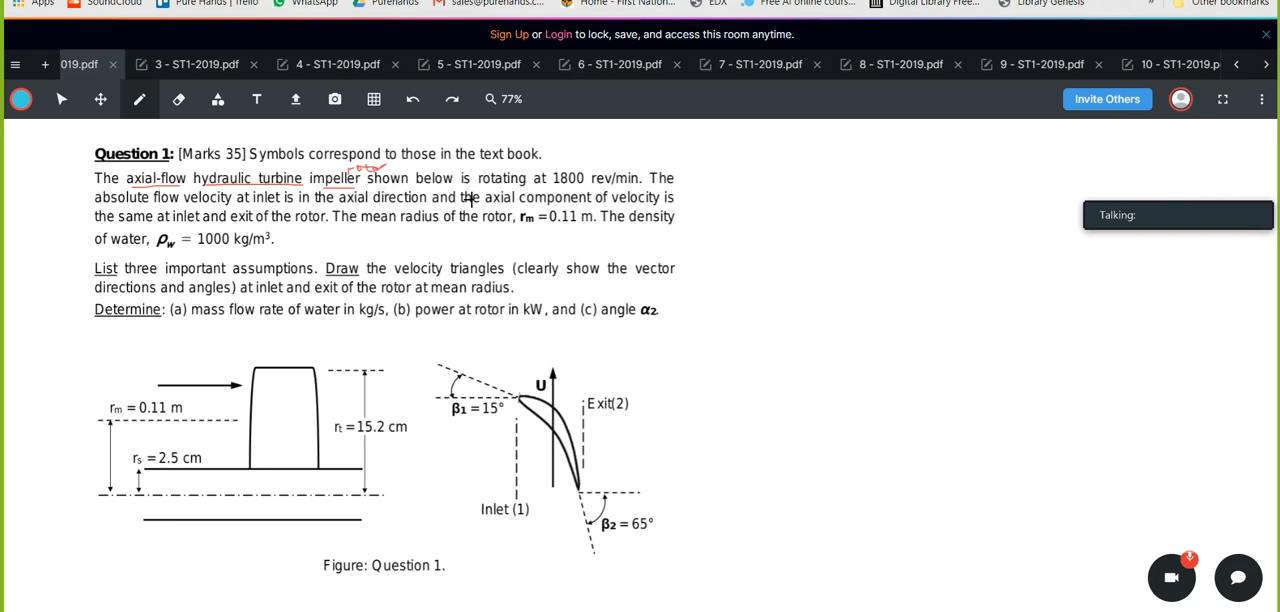 Apps SoundCloud Pure Hands | Trello WhatsApp Purehands sales@purehands.c... Home - First Nation... EDX Free AI online cours... Digital Library Free... Library Genesis » Other bookmarks
Sign Up or Login to lock, save, and access this room anytime.
019.pdf 3 - ST1-2019.pdf 4 - ST1-2019.pdf 5 - ST1-2019.pdf 6 - ST1-2019.pdf 7 - ST1-2019.pdf 8 - ST1-2019.pdf 9 - ST1-2019.pdf 10 - ST1-2019.p
77%
Invite Others
Question 1: [Marks 35] Symbols correspond to those in the text book.
rotor
The axial-flow hydraulic turbine impeller shown below is rotating at 1800 rev/min. The
absolute flow velocity at inlet is in the axial direction and the axial component of velocity is
the same at inlet and exit of the rotor. The mean radius of the rotor, rm = 0.11 m. The density
of water, ρw = 1000 kg/m³.
Talking:
List three important assumptions. Draw the velocity triangles (clearly show the vector
directions and angles) at inlet and exit of the rotor at mean radius.
Determine: (a) mass flow rate of water in kg/s, (b) power at rotor in kW, and (c) angle α2.
rm = 0.11 m
rs = 2.5 cm
rt = 15.2 cm
U
β1 = 15°
Exit(2)
Inlet (1)
β2 = 65°
Figure: Question 1.